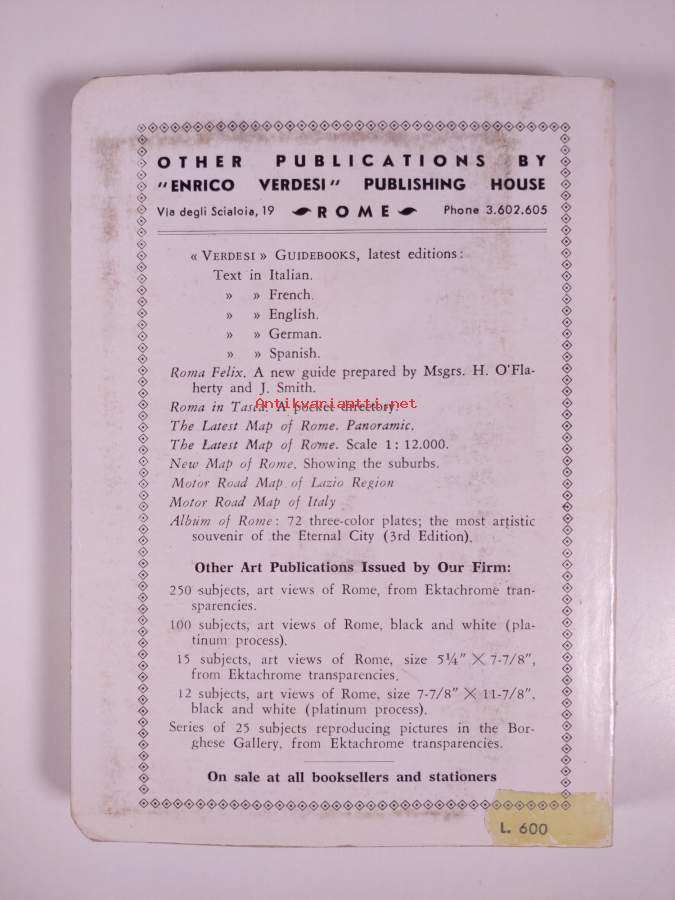 OTHER PUBLICATIONS BY
"ENRICO VERDESI" PUBLISHING HOUSE
Via degli Scialoia, 19 ROME Phone 3.602.605
« VERDESI » GUIDEBOOKS, latest editions:
Text in Italian.
» » French.
» » English.
» » German.
» » Spanish.
Roma Felix. A new guide prepared by Msgrs. H. O'Fla-
herty and J. Smith.
Roma in Tasca. A pocket directory.
Antikvariantti.net
The Latest Map of Rome. Panoramic.
The Latest Map of Rome. Scale 1: 12.000.
New Map of Rome. Showing the suburbs.
Motor Road Map of Lazio Region
Motor Road Map of Italy
Album of Rome: 72 three-color plates; the most artistic
souvenir of the Eternal City (3rd Edition).
Other Art Publications Issued by Our Firm:
250 subjects, art views of Rome, from Ektachrome tran-
sparencies.
100 subjects, art views of Rome, black and white (pla-
tinum process).
15 subjects, art views of Rome, size 5¼" × 7-7/8",
from Ektachrome transparencies.
12 subjects, art views of Rome, size 7-7/8" × 11-7/8",
black and white (platinum process).
Series of 25 subjects reproducing pictures in the Bor-
ghese Gallery, from Ektachrome transparencies.
On sale at all booksellers and stationers
L. 600